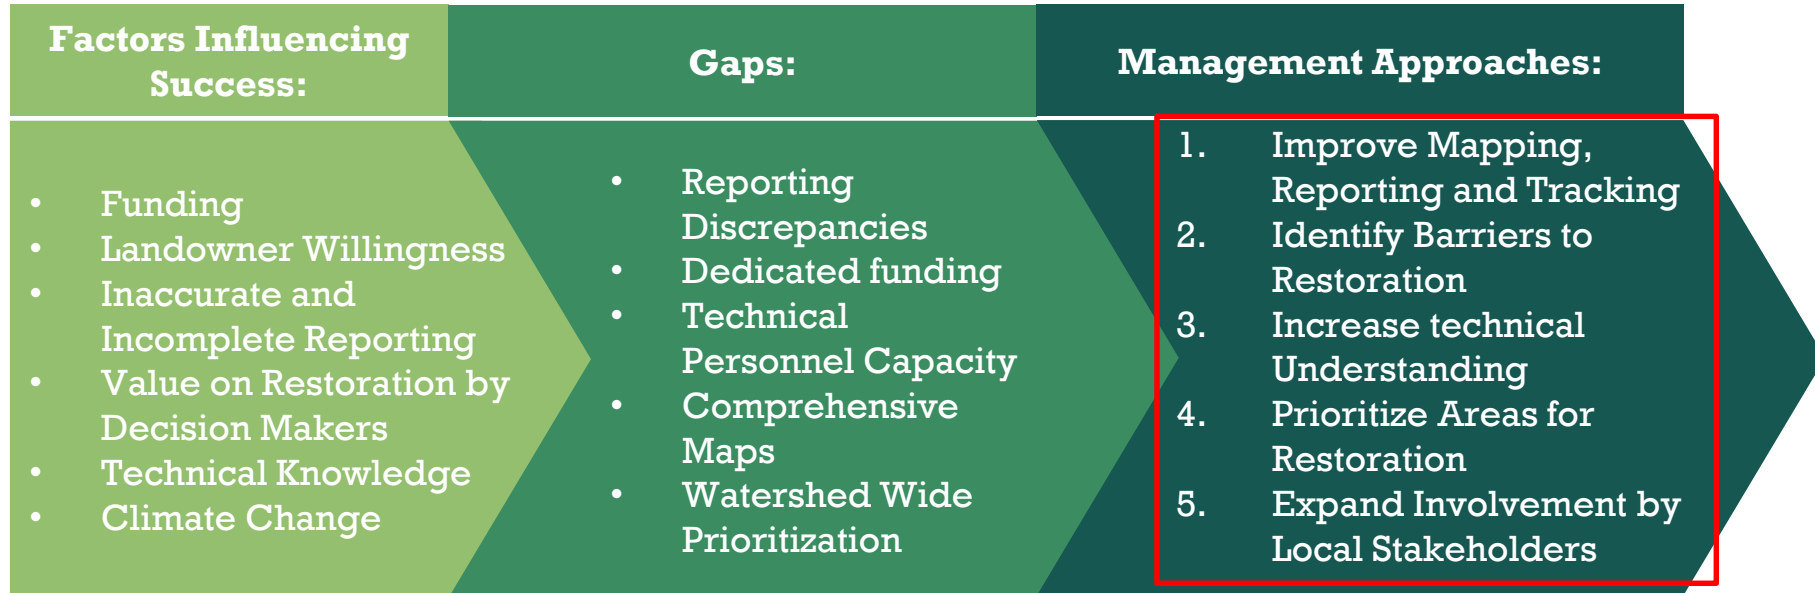 Factors Influencing
Success:
• Funding
• Landowner Willingness
• Inaccurate and
Incomplete Reporting
• Value on Restoration by
Decision Makers
• Technical Knowledge
• Climate Change
Gaps:
• Reporting
Discrepancies
• Dedicated funding
• Technical
Personnel Capacity
• Comprehensive
Maps
• Watershed Wide
Prioritization
Management Approaches:
1. Improve Mapping,
Reporting and Tracking
2. Identify Barriers to
Restoration
3. Increase technical
Understanding
4. Prioritize Areas for
Restoration
5. Expand Involvement by
Local Stakeholders